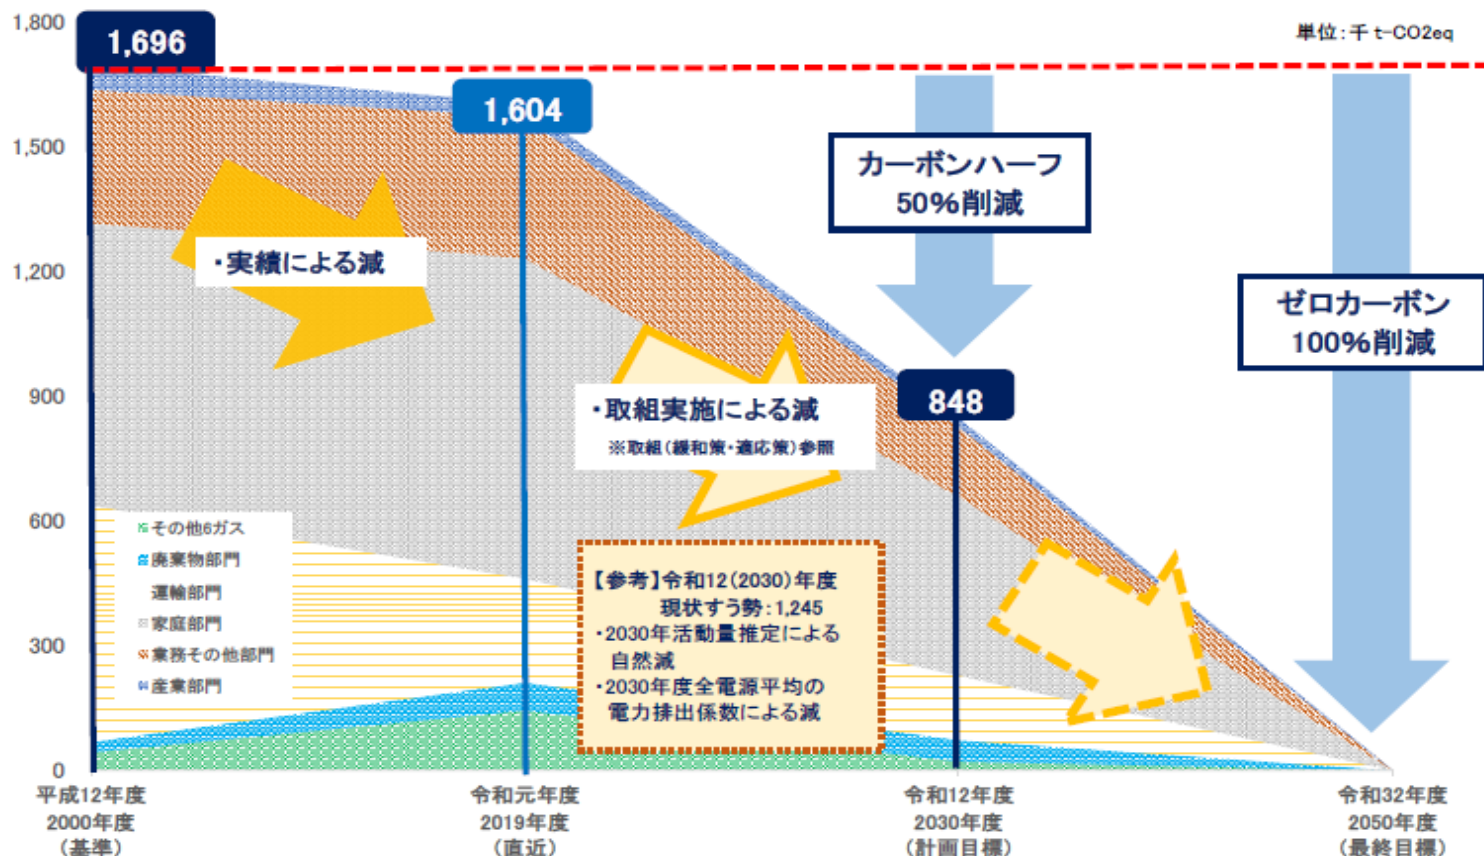 1,800
1,500
1,200
900
600
300
0
単位:千t-CO2eq
1,696
1,604
848
カーボンハーフ
50%削減
ゼロカーボン
100%削減
・実績による減
・取組実施による減
※取組(緩和策・適応策)参照
その他6ガス
廃棄物部門
運輸部門
家庭部門
業務その他部門
産業部門
【参考】令和12(2030)年度
現状すう勢:1,245
・2030年活動量推定による
自然減
・2030年度全電源平均の
電力排出係数による減
平成12年度
2000年度
(基準)
令和元年度
2019年度
(直近)
令和12年度
2030年度
(計画目標)
令和32年度
2050年度
(最終目標)